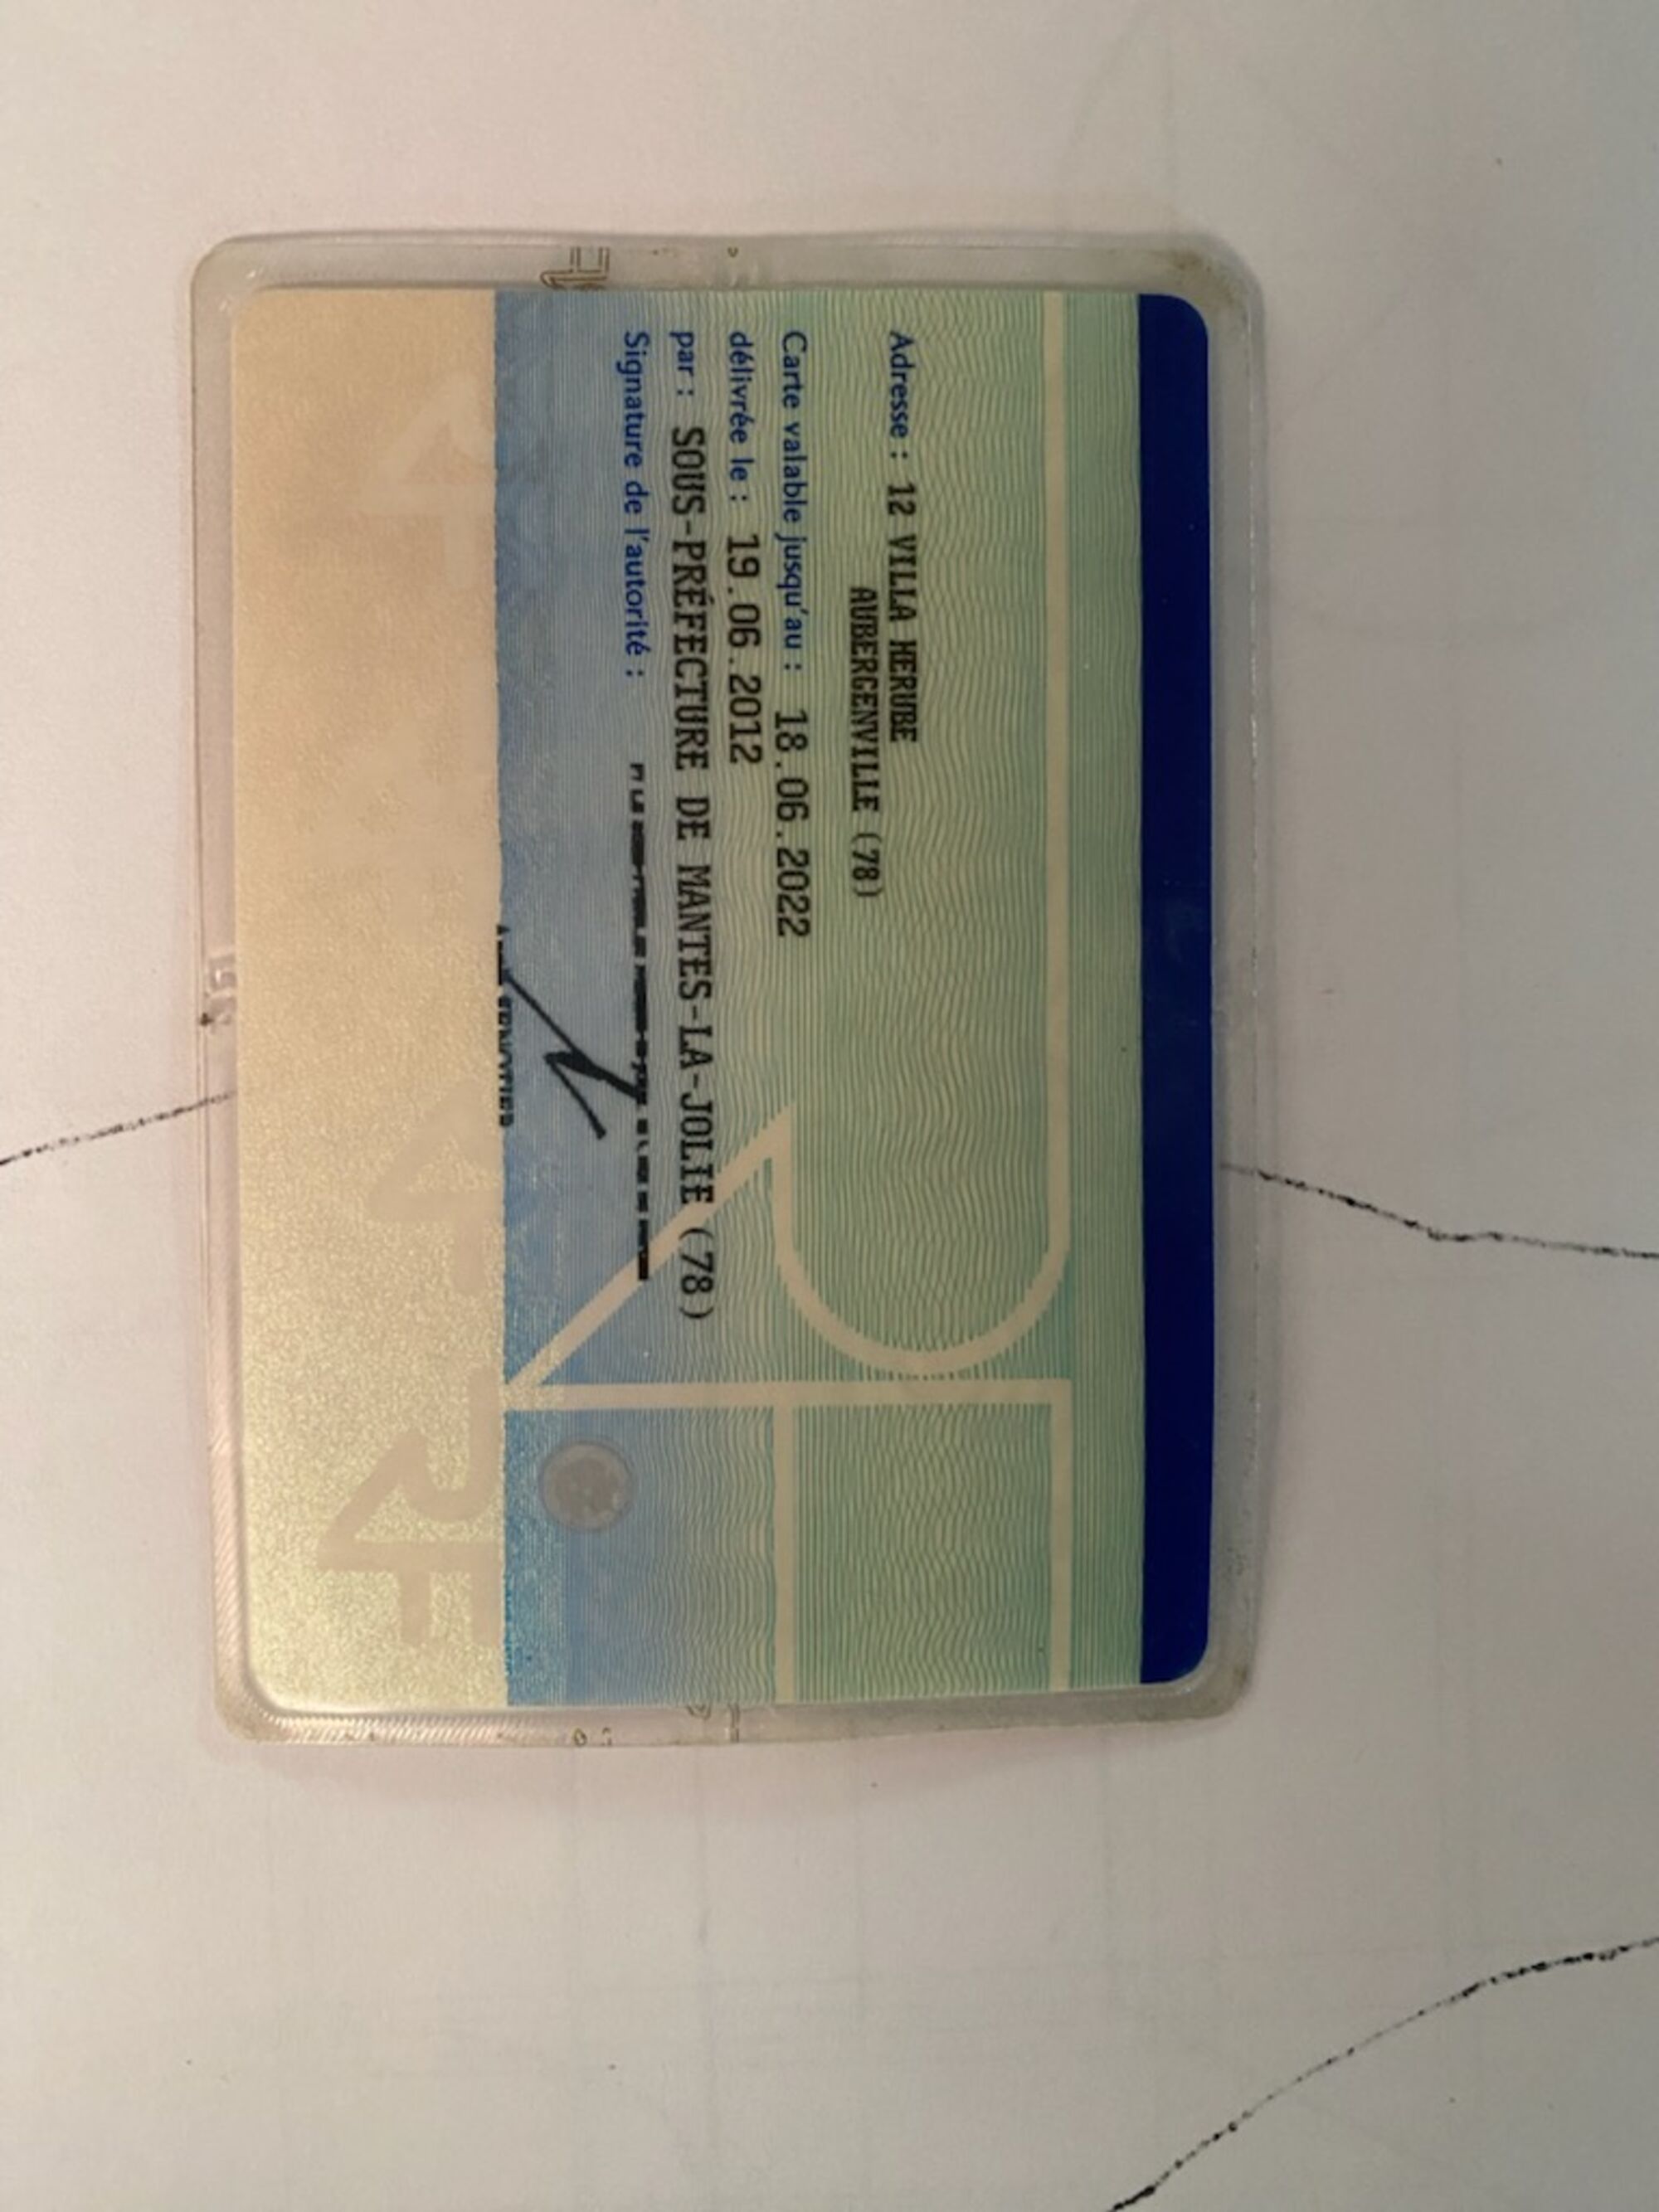 Adresse : 12 VILLA HERUBE
AUBERGENVILLE (78)
Carte valable jusqu'au : 18.06.2022
délivrée le : 19.06.2012
par : SOUS-PRÉFECTURE DE MANTES-LA-JOLIE (78)
Signature de l'autorité :
RF